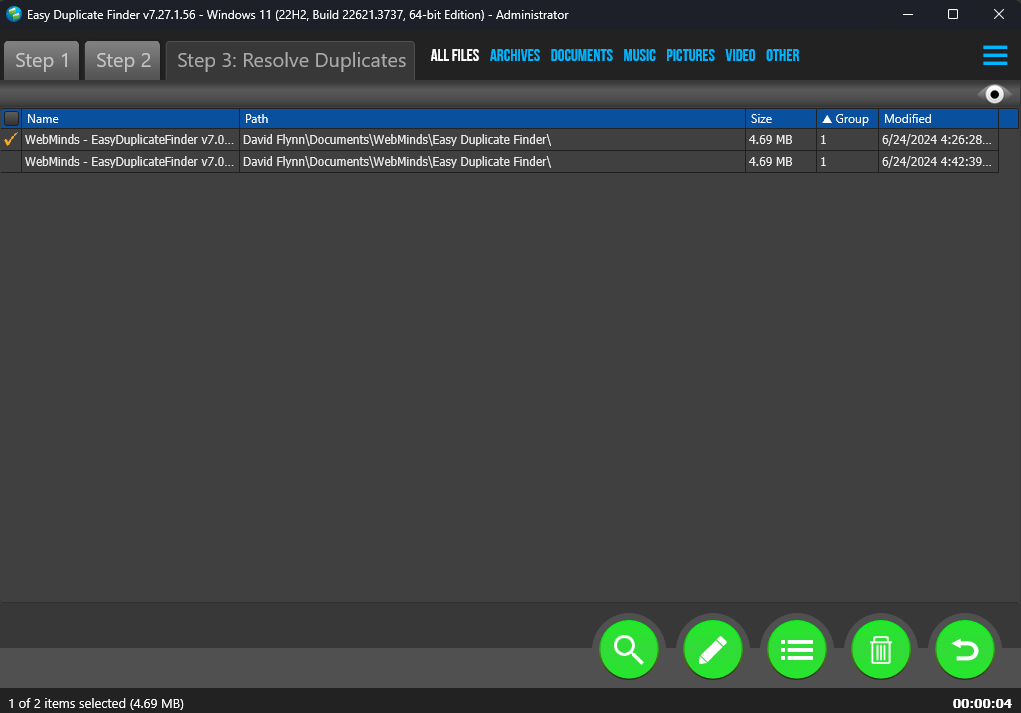 Easy Duplicate Finder v7.27.1.56 - Windows 11 (22H2, Build 22621.3737, 64-bit Edition) - Administrator
Step 1 Step 2 Step 3: Resolve Duplicates ALL FILES ARCHIVES DOCUMENTS MUSIC PICTURES VIDEO OTHER
Name Path Size ▲ Group Modified
WebMinds - EasyDuplicateFinder v7.0... David Flynn\Documents\WebMinds\Easy Duplicate Finder\ 4.69 MB 1 6/24/2024 4:26:28...
WebMinds - EasyDuplicateFinder v7.0... David Flynn\Documents\WebMinds\Easy Duplicate Finder\ 4.69 MB 1 6/24/2024 4:42:39...
1 of 2 items selected (4.69 MB) 00:00:04